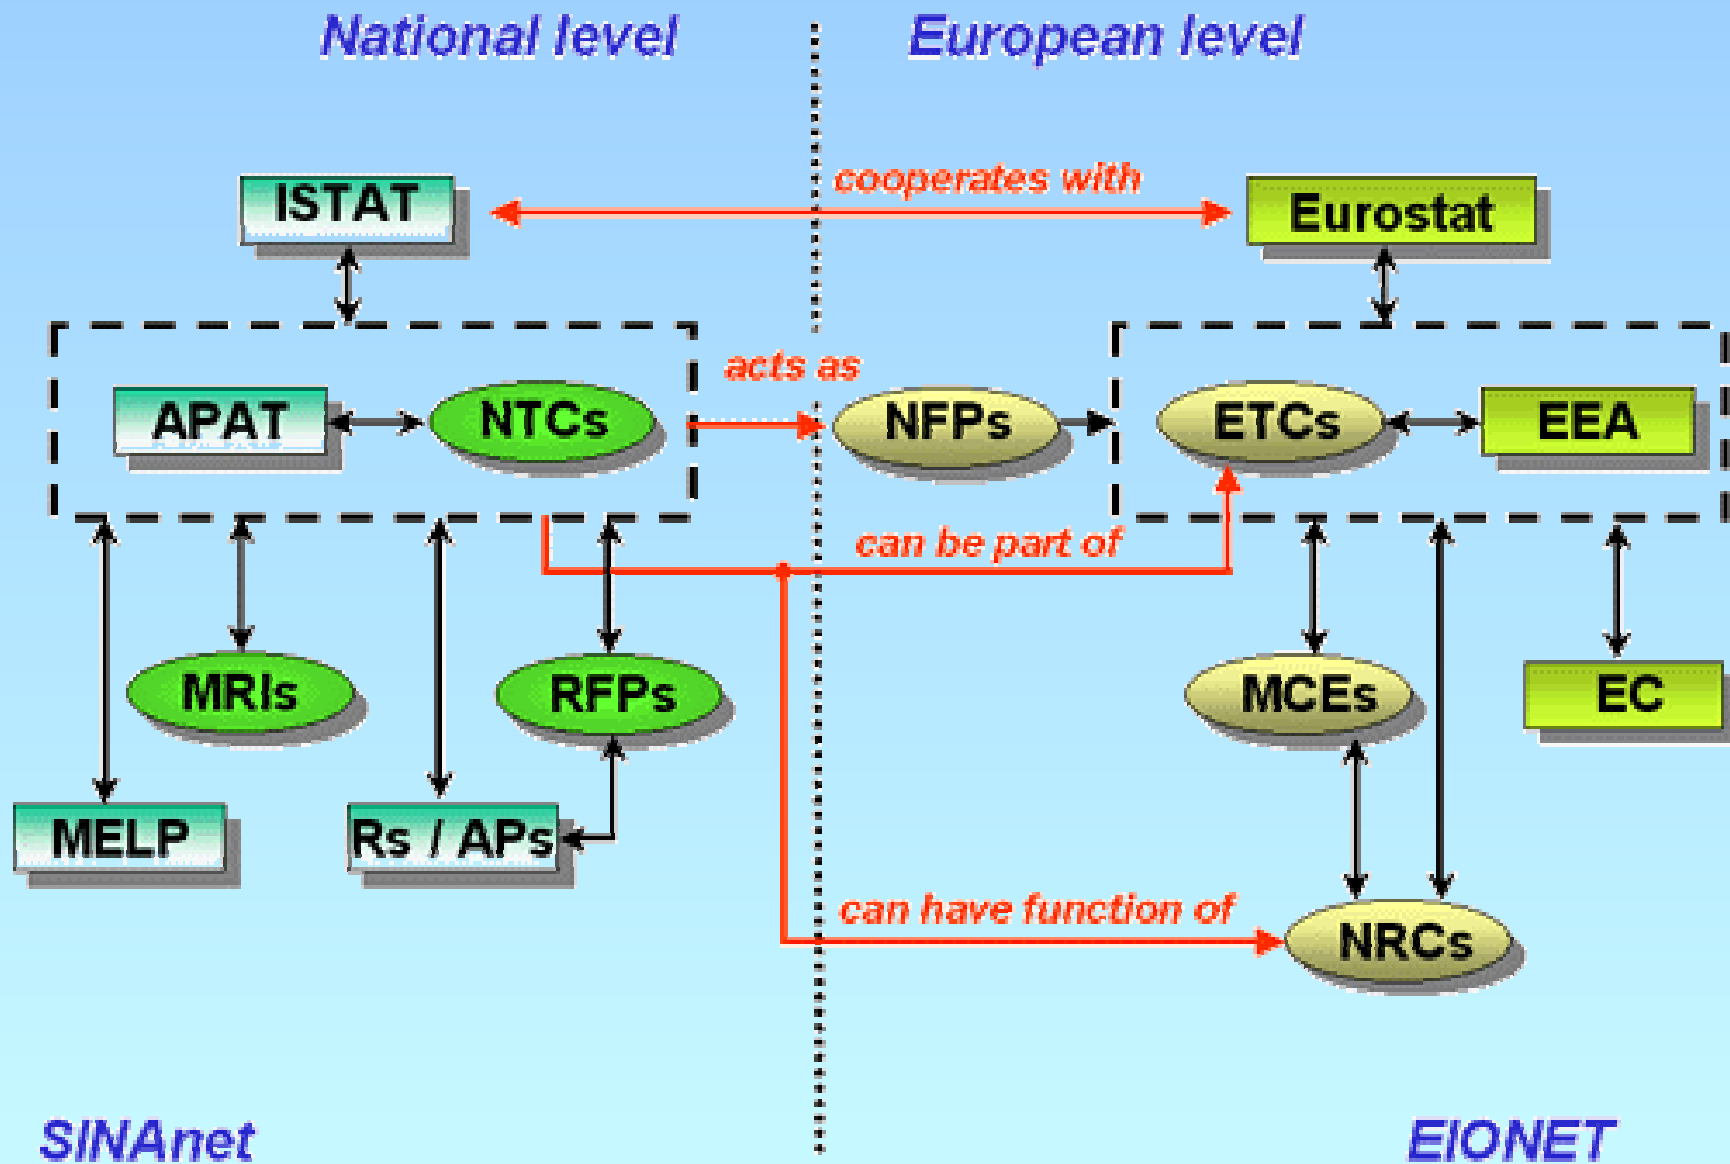 National level
European level
ISTAT
cooperates with
Eurostat
acts as
APAT
NTCs
NFPs
ETCs
EEA
can be part of
MRIs
RFPs
MCEs
EC
MELP
Rs / APs
can have function of
NRCs
SINAnet
EIONET